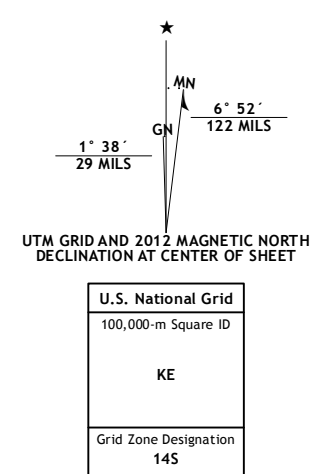 ★
MN
6° 52´
122 MILS
GN
1° 38´
29 MILS
UTM GRID AND 2012 MAGNETIC NORTH
DECLINATION AT CENTER OF SHEET
U.S. National Grid
100,000-m Square ID
KE
Grid Zone Designation
14S